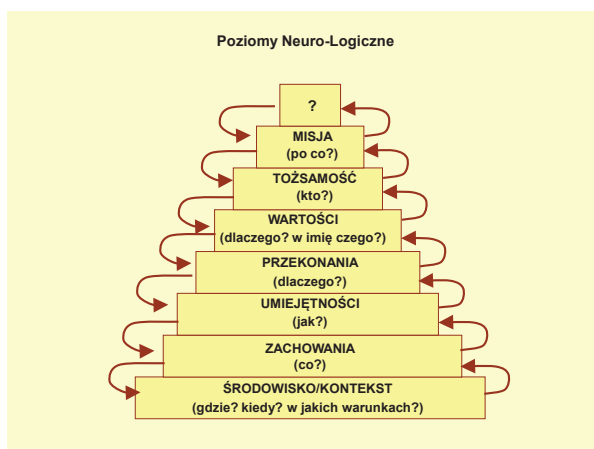 Poziomy Neuro-Logiczne
?
MISJA
(po co?)
TOŻSAMOŚĆ
(kto?)
WARTOŚCI
(dlaczego? w imię czego?)
PRZEKONANIA
(dlaczego?)
UMIEJĘTNOŚCI
(jak?)
ZACHOWANIA
(co?)
ŚRODOWISKO/KONTEKST
(gdzie? kiedy? w jakich warunkach?)